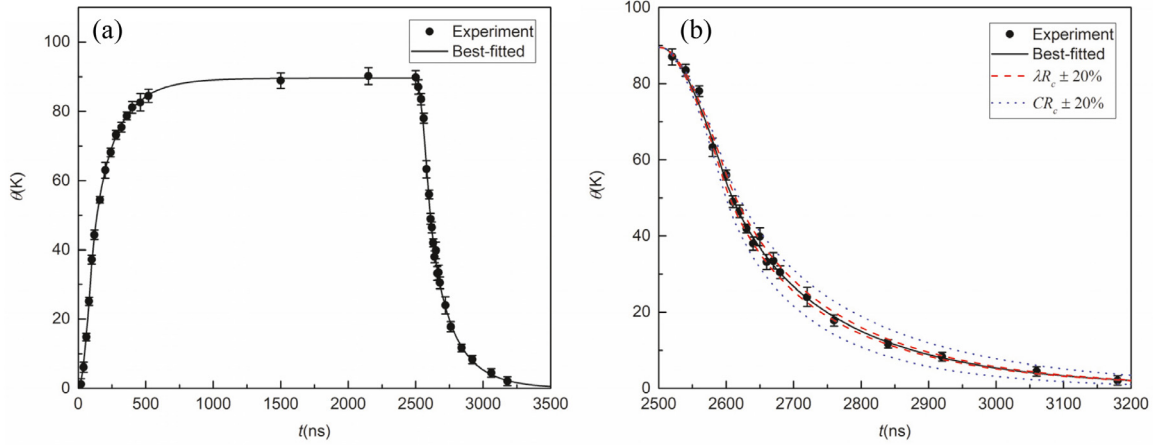 (a)
Experiment
Best-fitted
100
80
60
40
20
0
θ(K)
0 500 1000 1500 2000 2500 3000 3500
t(ns)
(b)
Experiment
Best-fitted
λR_c ± 20%
CR_c ± 20%
100
80
60
40
20
0
θ(K)
2500 2600 2700 2800 2900 3000 3100 3200
t(ns)